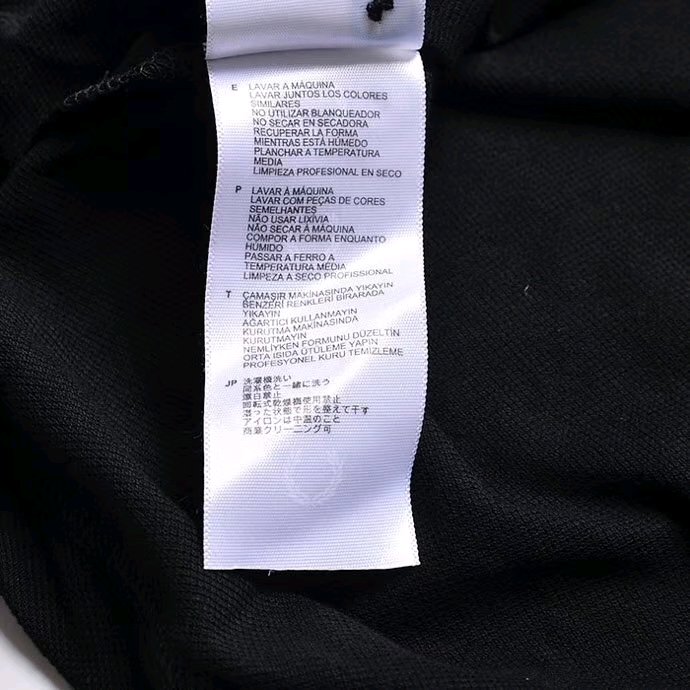 E LAVAR A MÁQUINA
LAVAR JUNTOS LOS COLORES
SIMILARES
NO UTILIZAR BLANQUEADOR
NO SECAR EN SECADORA
RECUPERAR LA FORMA
MIENTRAS ESTÁ HÚMEDO
PLANCHAR A TEMPERATURA
MEDIA
LIMPIEZA PROFESIONAL EN SECO
P LAVAR À MÁQUINA
LAVAR COM PEÇAS DE CORES
SEMELHANTES
NÃO USAR LIXÍVIA
NÃO SECAR À MÁQUINA
COMPOR A FORMA ENQUANTO
HÚMIDO
PASSAR A FERRO A
TEMPERATURA MÉDIA
LIMPEZA À SECO PROFISSIONAL
T ÇAMAŞIR MAKİNASINDA YIKAYIN
BENZERİ RENKLERİ BİRARADA
YIKAYIN
AĞARTICI KULLANMAYIN
KURUTMA MAKİNASINDA
KURUTMAYIN
NEMLİYKEN FORMUNU DÜZELTİN
ORTA ISIDA ÜTÜLEME YAPIN
PROFESYONEL KURU TEMİZLEME
JP 洗濯機洗い
同系色と一緒に洗う
漂白禁止
回転式乾燥機使用禁止
湿った状態で形を整えて干す
アイロンは中温のこと
商業クリーニング可